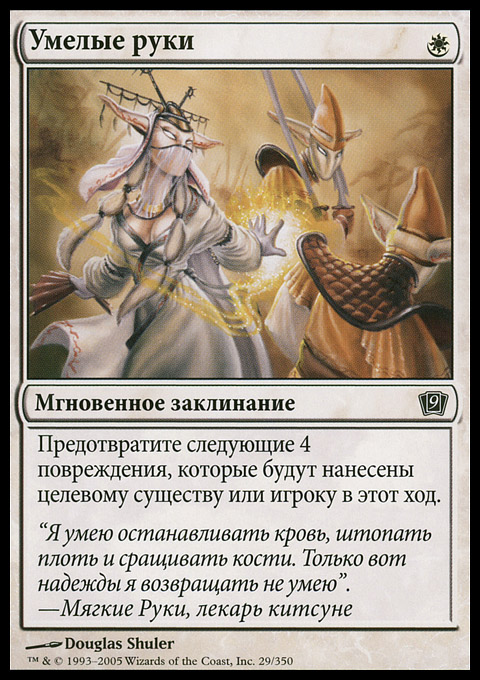 Умелые руки
Мгновенное заклинание
9
Предотвратите следующие 4
повреждения, которые будут нанесены
целевому существу или игроку в этот ход.
“Я умею останавливать кровь, штопать
плоть и сращивать кости. Только вот
надежды я возвращать не умею”.
—Мягкие Руки, лекарь китсуне
Douglas Shuler
™ & © 1993–2005 Wizards of the Coast, Inc. 29/350